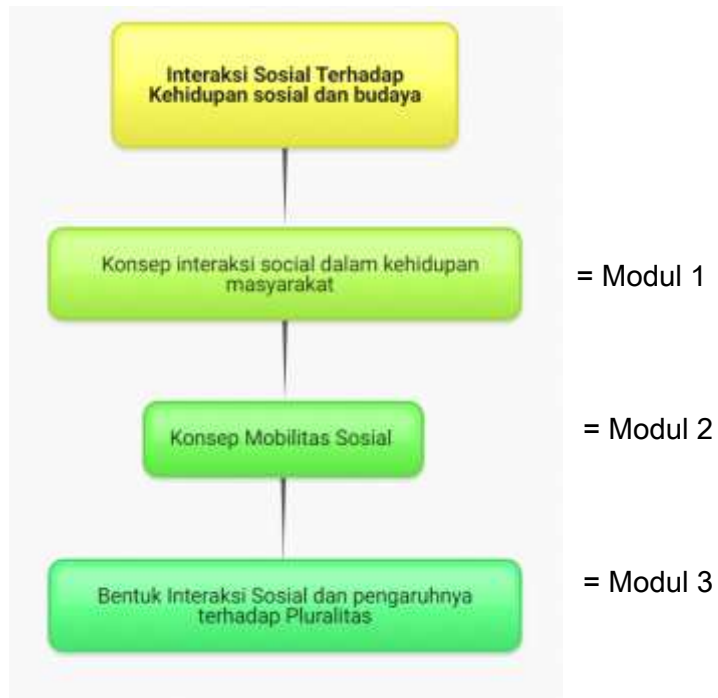 Interaksi Sosial Terhadap
Kehidupan sosial dan budaya
Konsep interaksi social dalam kehidupan
masyarakat
= Modul 1
Konsep Mobilitas Sosial
= Modul 2
Bentuk Interaksi Sosial dan pengaruhnya
terhadap Pluralitas
= Modul 3